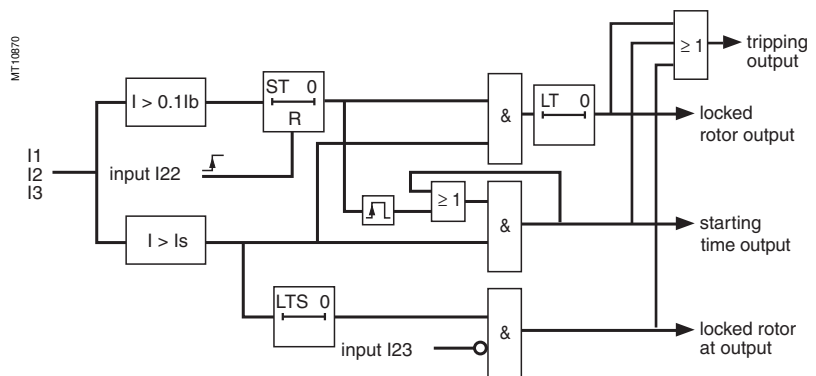 MT10870
I > 0.1Ib
ST 0
R
I1
I2
I3
input I22
I > Is
LTS 0
input I23
&
LT 0
≥ 1
&
&
≥ 1
tripping
output
locked
rotor output
starting
time output
locked rotor
at output